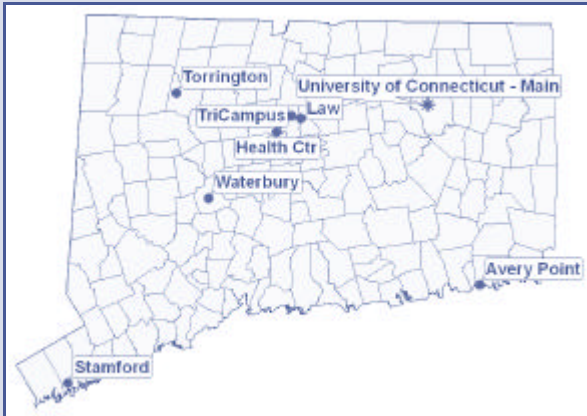 Torrington
University of Connecticut - Main
TriCampus
Law
Health Ctr
Waterbury
Avery Point
Stamford